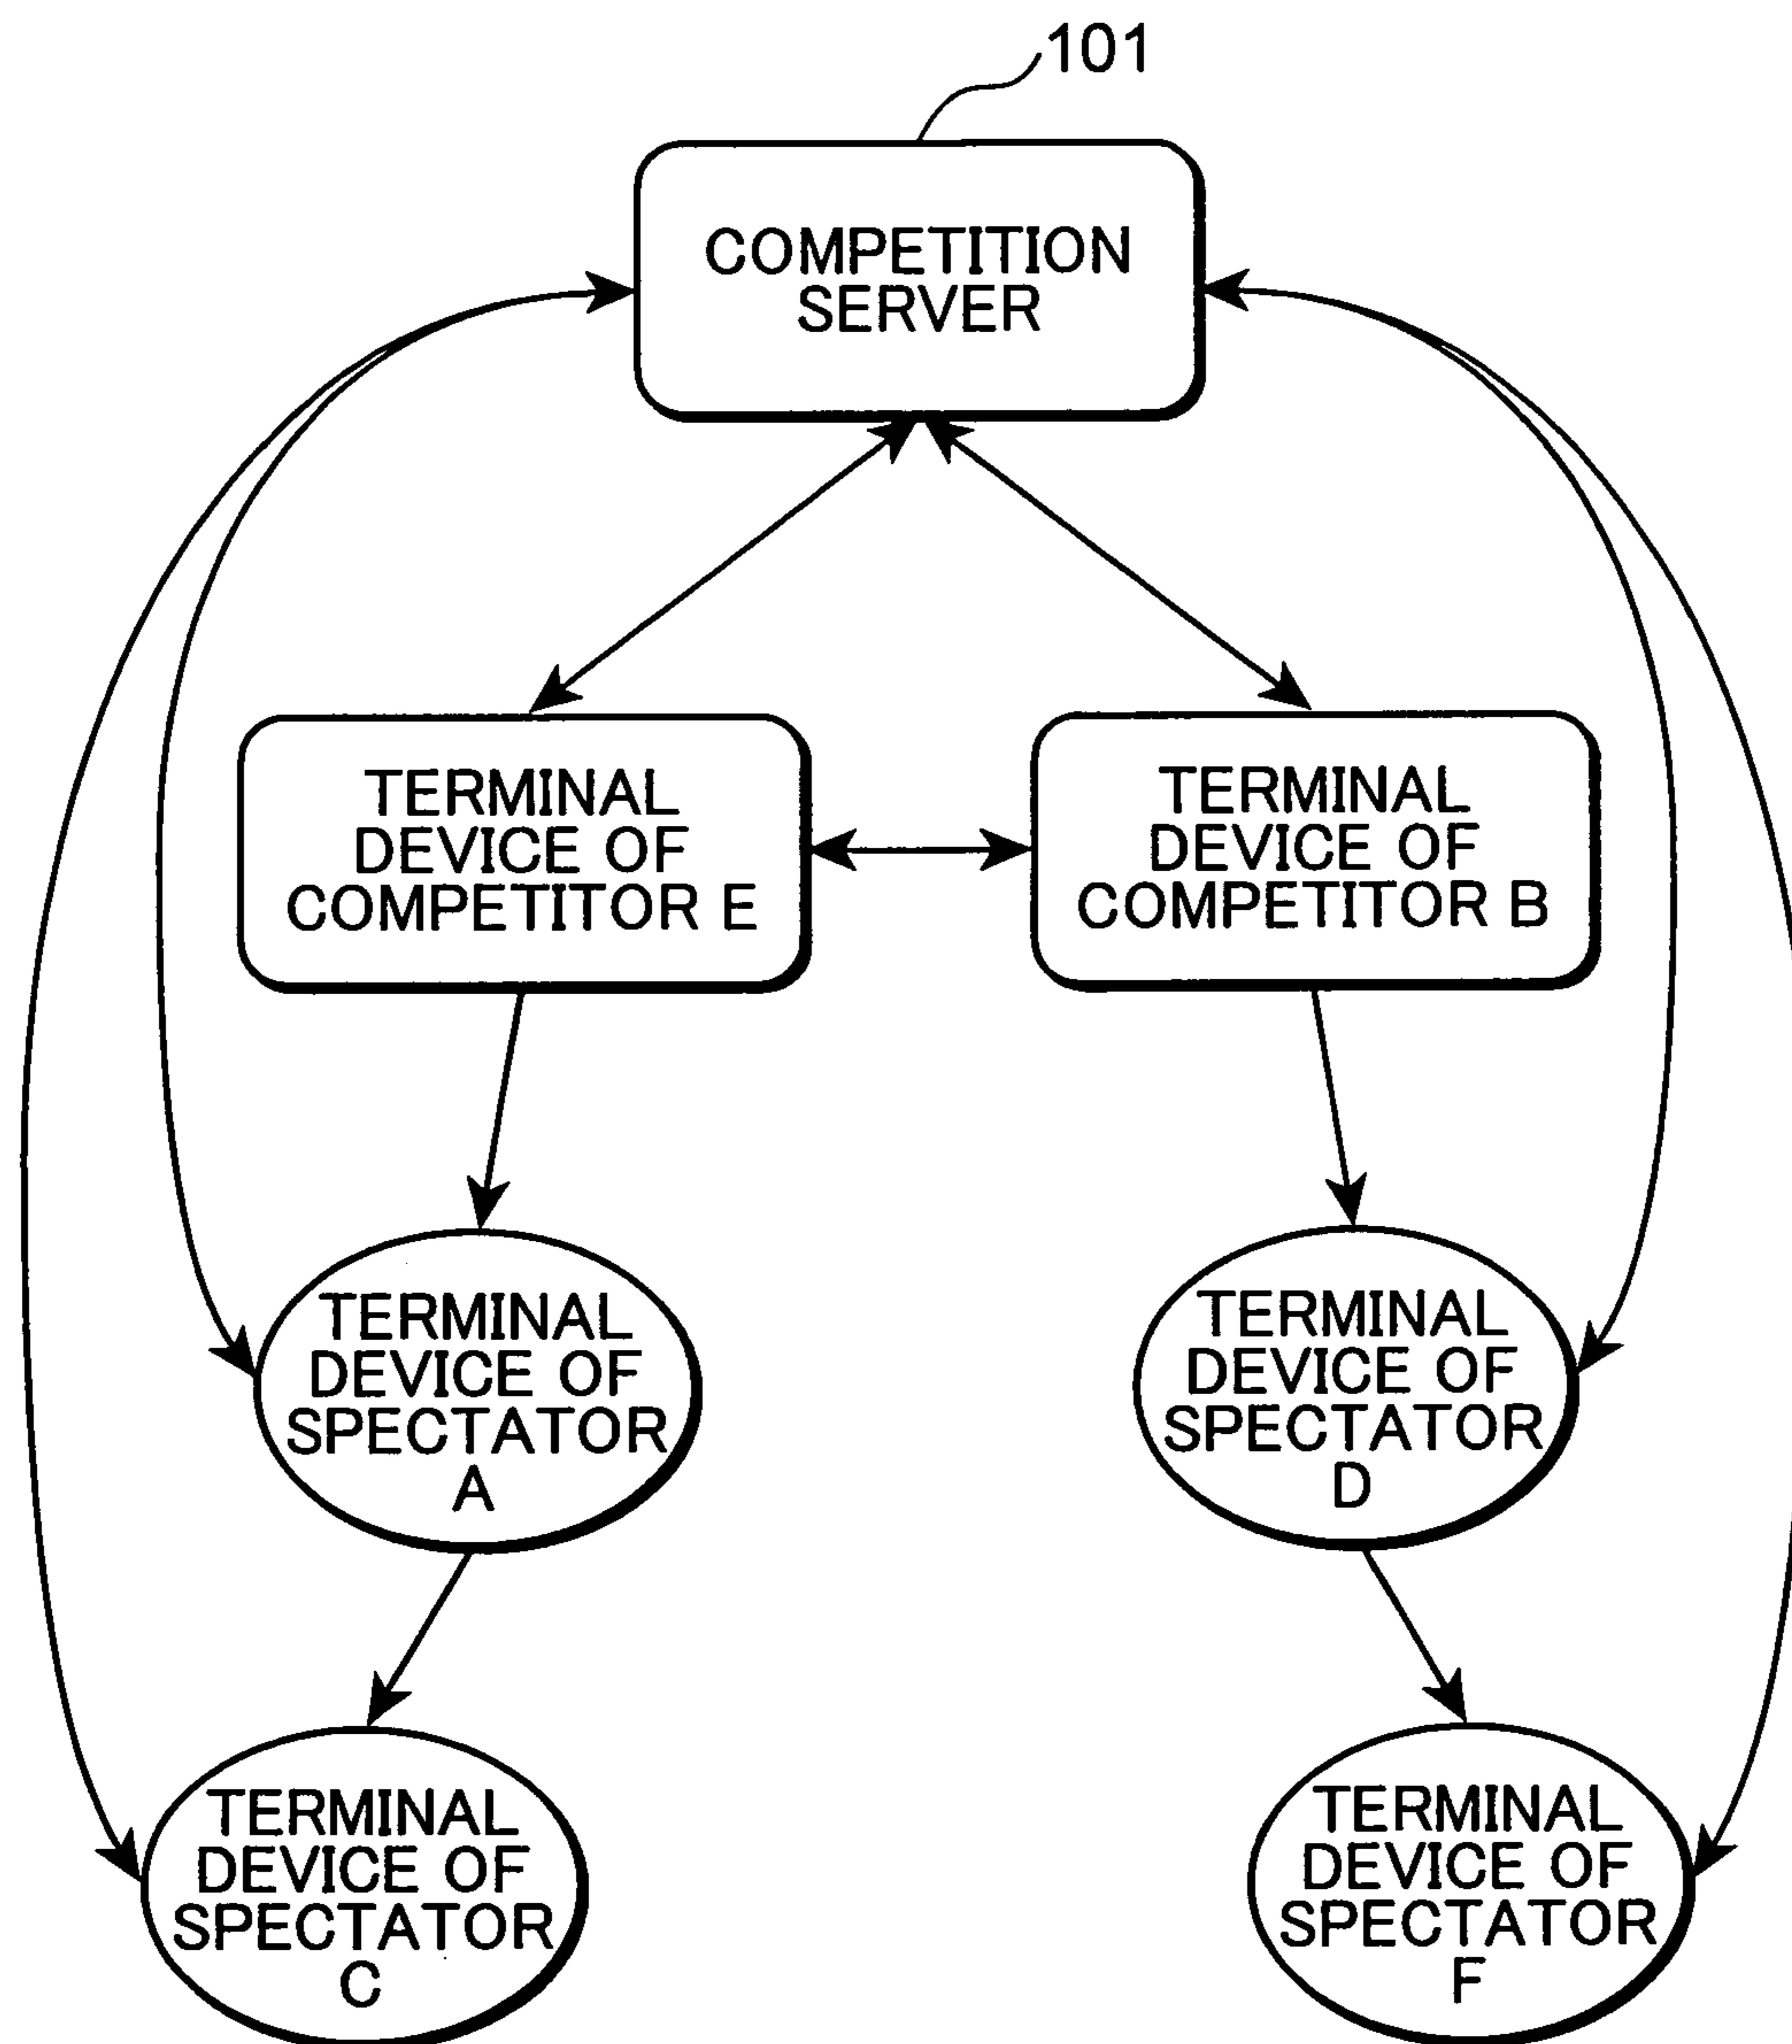 101
COMPETITION
SERVER
TERMINAL
DEVICE OF
COMPETITOR E
TERMINAL
DEVICE OF
COMPETITOR B
TERMINAL
DEVICE OF
SPECTATOR
A
TERMINAL
DEVICE OF
SPECTATOR
D
TERMINAL
DEVICE OF
SPECTATOR
C
TERMINAL
DEVICE OF
SPECTATOR
F